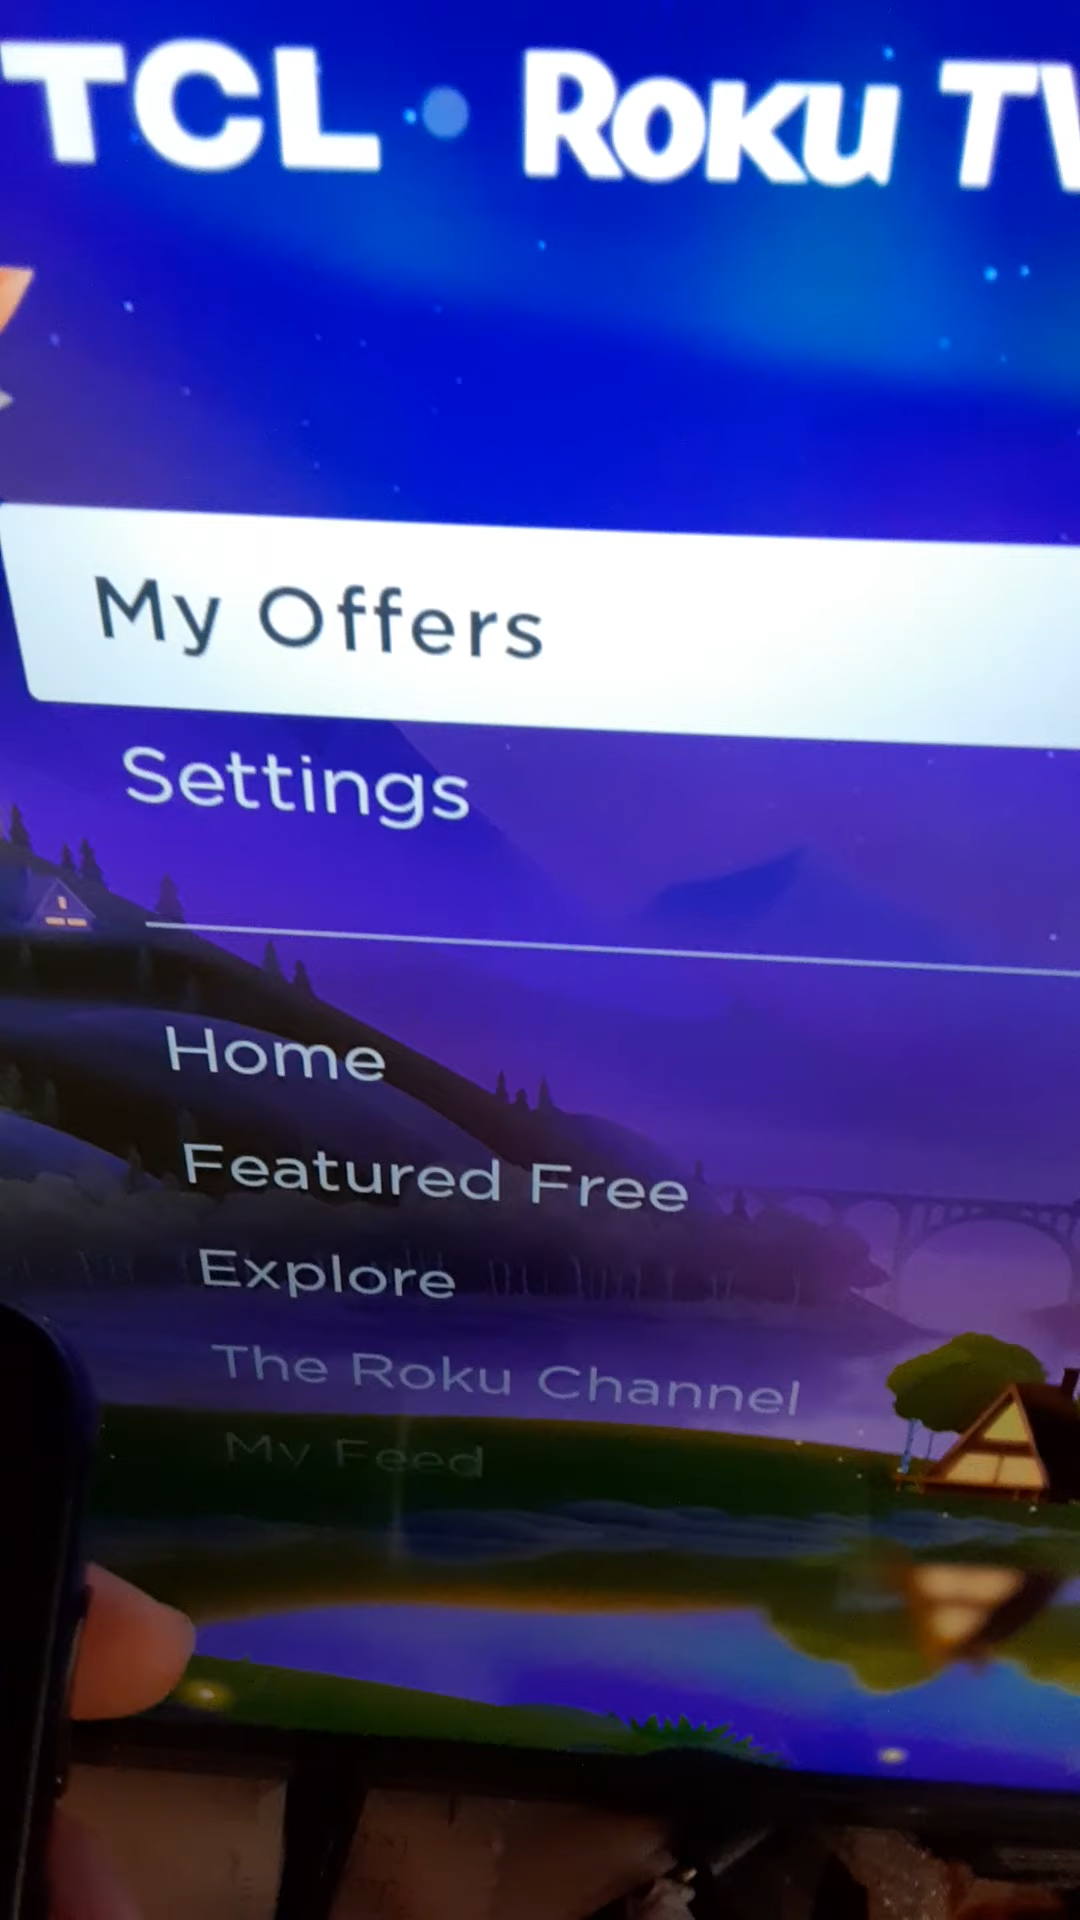 TCL • Roku TV
My Offers
Settings
Home
Featured Free
Explore
The Roku Channel
My Feed